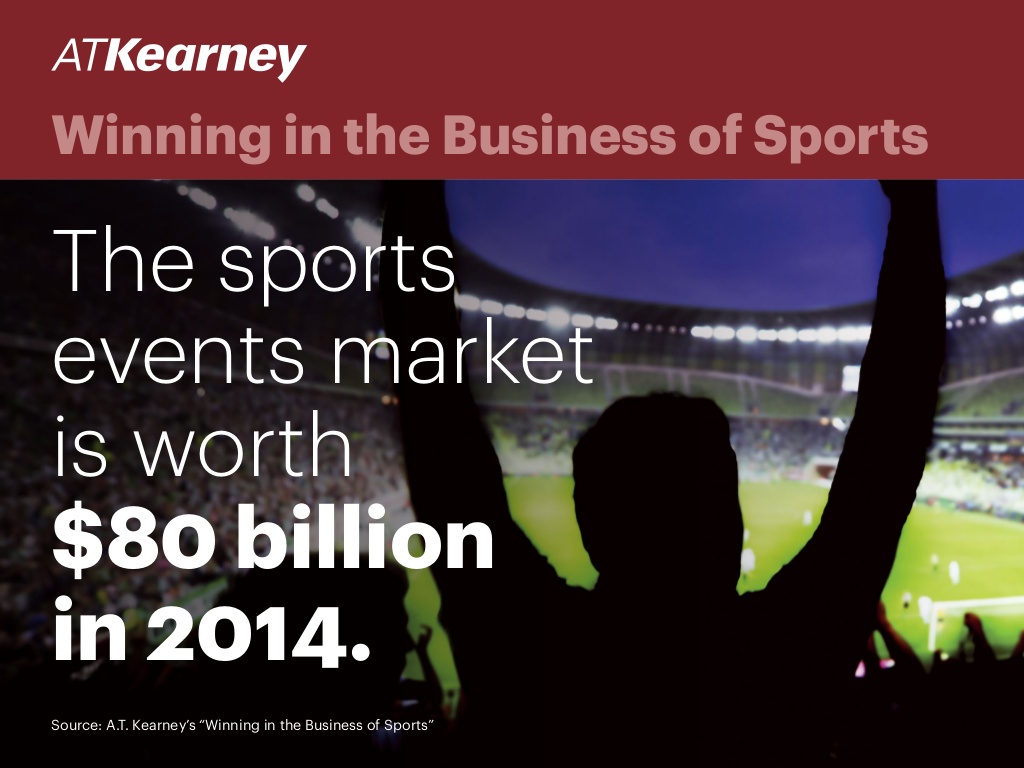 ATKearney
Winning in the Business of Sports
The sports
events market
is worth
$80 billion
in 2014.
Source: A.T. Kearney’s “Winning in the Business of Sports”